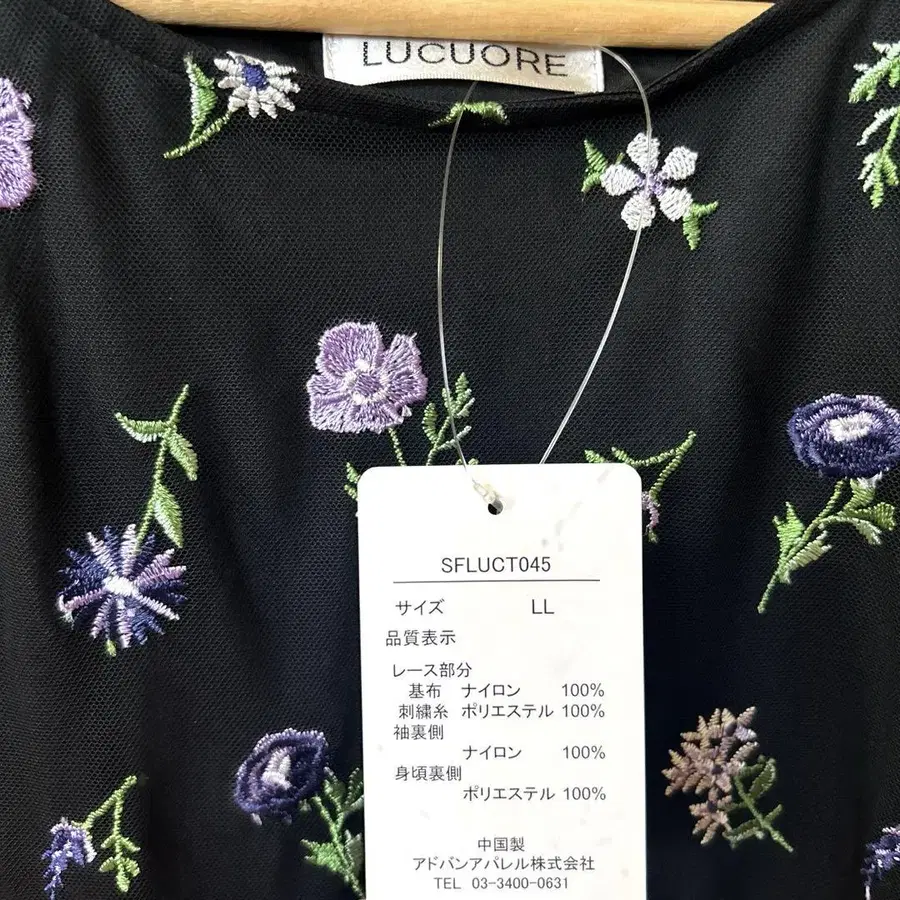 LUCUORE
SFLUCT045
サイズ LL
品質表示
レース部分
基布 ナイロン 100%
刺繍糸 ポリエステル 100%
袖裏側
ナイロン 100%
身頃裏側
ポリエステル 100%
中国製
アドバンアパレル株式会社
TEL 03-3400-0631